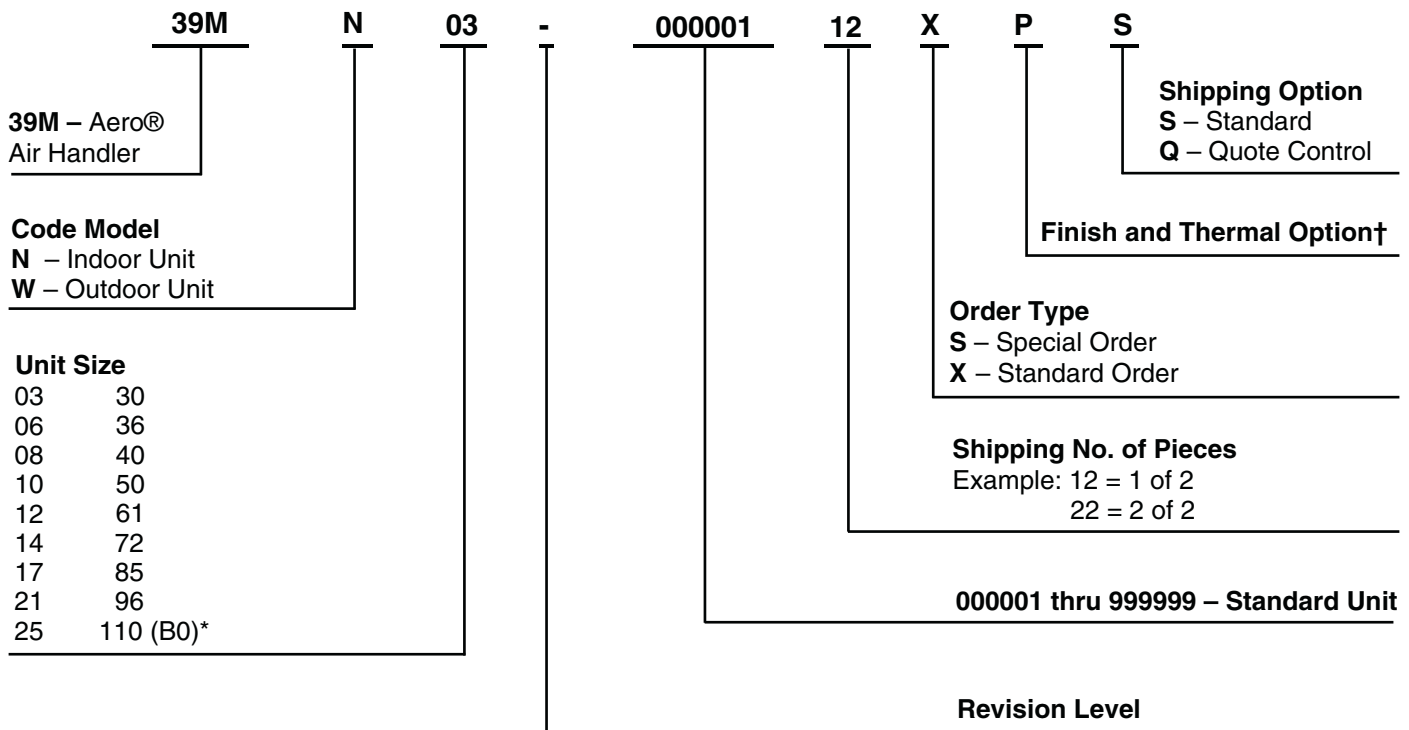 39M N 03 - 000001 12 X P S
39M – Aero®
Air Handler
Code Model
N – Indoor Unit
W – Outdoor Unit
Unit Size
03 30
06 36
08 40
10 50
12 61
14 72
17 85
21 96
25 110 (B0)*
Shipping Option
S – Standard
Q – Quote Control
Finish and Thermal Option†
Order Type
S – Special Order
X – Standard Order
Shipping No. of Pieces
Example: 12 = 1 of 2
22 = 2 of 2
000001 thru 999999 – Standard Unit
Revision Level